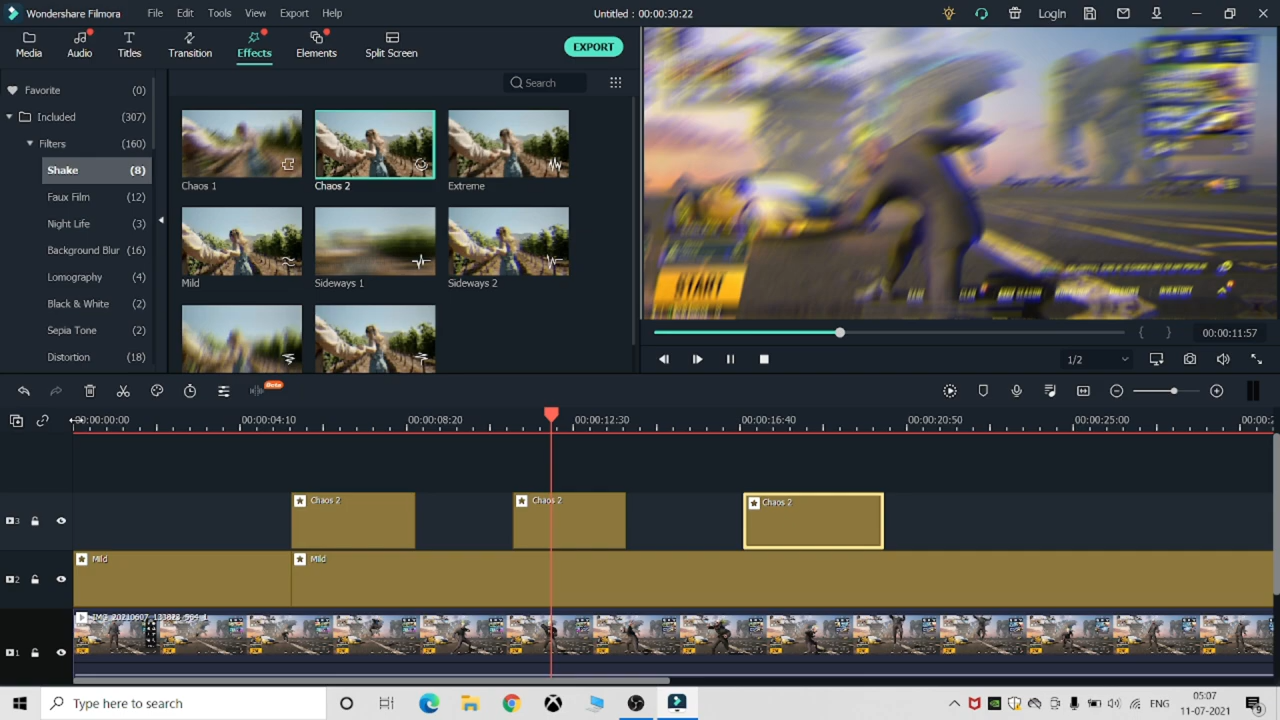 Wondershare Filmora
File
Edit
Tools
View
Export
Help
Untitled : 00:00:30:22
Login
Media
Audio
Titles
Transition
Effects
Elements
Split Screen
EXPORT
Favorite (0)
Included (307)
Filters (160)
Shake (8)
Faux Film (12)
Night Life (3)
Background Blur (16)
Lomography (4)
Black & White (2)
Sepia Tone (2)
Distortion (18)
Search
Chaos 1
Chaos 2
Extreme
Mild
Sideways 1
Sideways 2
START
INVENTORY
{ }
00:00:11:57
1/2
Beta
00:00:00:00
00:00:04:10
00:00:08:20
00:00:12:30
00:00:16:40
00:00:20:50
00:00:25:00
3
Chaos 2
Chaos 2
Chaos 2
2
Mild
Mild
1
Type here to search
ENG
05:07
11-07-2021
9